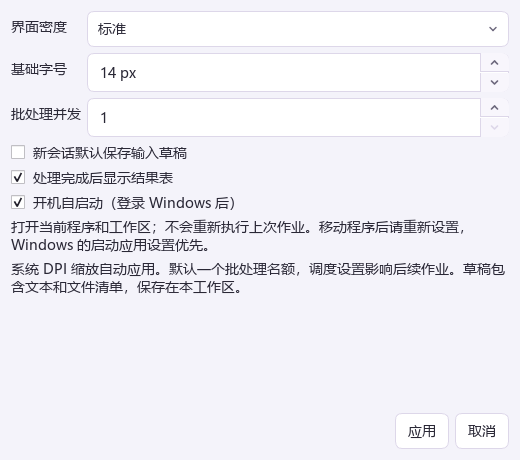 界面密度
标准
基础字号
14 px
批处理并发
1
新会话默认保存输入草稿
处理完成后显示结果表
开机自启动（登录 Windows 后）
打开当前程序和工作区；不会重新执行上次作业。移动程序后请重新设置，
Windows 的启动应用设置优先。
系统 DPI 缩放自动应用。默认一个批处理名额，调度设置影响后续作业。草稿包
含文本和文件清单，保存在本工作区。
应用
取消